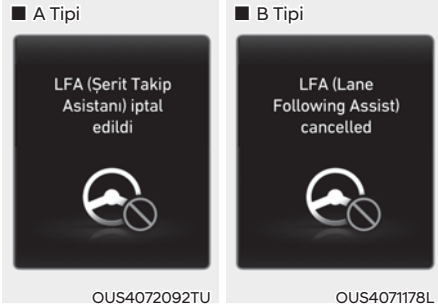 ■ A Tipi
LFA (Şerit Takip
Asistanı) iptal
edildi
OUS4072092TU
■ B Tipi
LFA (Lane
Following Assist)
cancelled
OUS4071178L